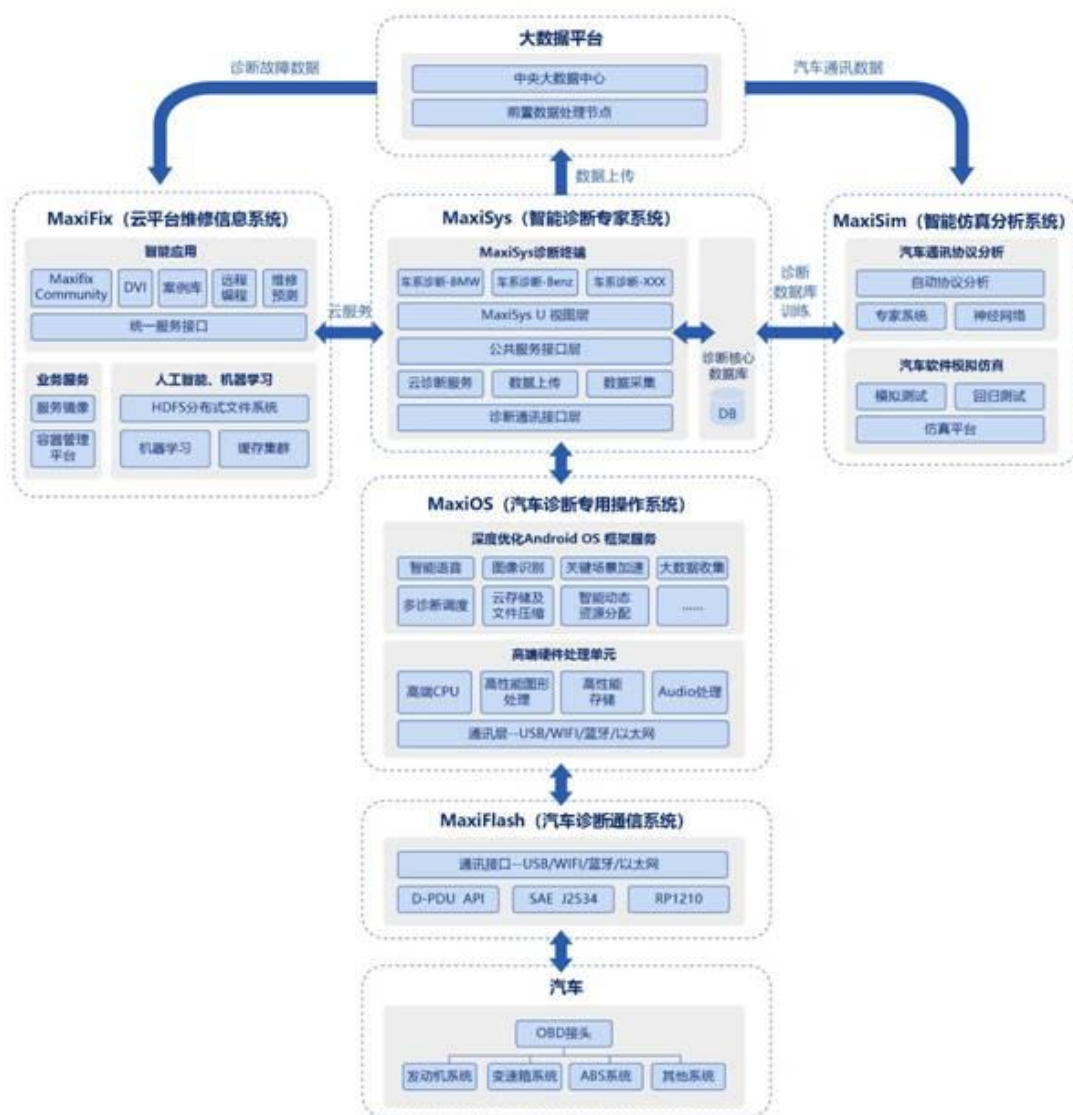 大数据平台
中央大数据中心
前置数据处理节点
诊断故障数据
汽车通讯数据
数据上传
MaxiFix（云平台维修信息系统）
智能应用
Maxifix
Community
DVI
案例库
远程
编程
维修
预测
统一服务接口
业务服务
服务镜像
容器管理
平台
人工智能、机器学习
HDFS分布式文件系统
机器学习
缓存集群
云服务
MaxiSys（智能诊断专家系统）
MaxiSys诊断终端
车系诊断-BMW
车系诊断-Benz
车系诊断-XXX
MaxiSys U 视图层
公共服务接口层
云诊断服务
数据上传
数据采集
诊断通讯接口层
诊断核心
数据库
DB
诊断
数据库
训练
MaxiSim（智能仿真分析系统）
汽车通讯协议分析
自动协议分析
专家系统
神经网络
汽车软件模拟仿真
模拟测试
回归测试
仿真平台
MaxiOS（汽车诊断专用操作系统）
深度优化Android OS 框架服务
智能语音
图像识别
关键场景加速
大数据收集
多诊断调度
云存储及
文件压缩
智能动态
资源分配
......
高端硬件处理单元
高端CPU
高性能图形
处理
高性能
存储
Audio处理
通讯层--USB/WIFI/蓝牙/以太网
MaxiFlash（汽车诊断通信系统）
通讯接口--USB/WIFI/蓝牙/以太网
D-PDU API
SAE J2534
RP1210
汽车
OBD接头
发动机系统
变速箱系统
ABS系统
其他系统